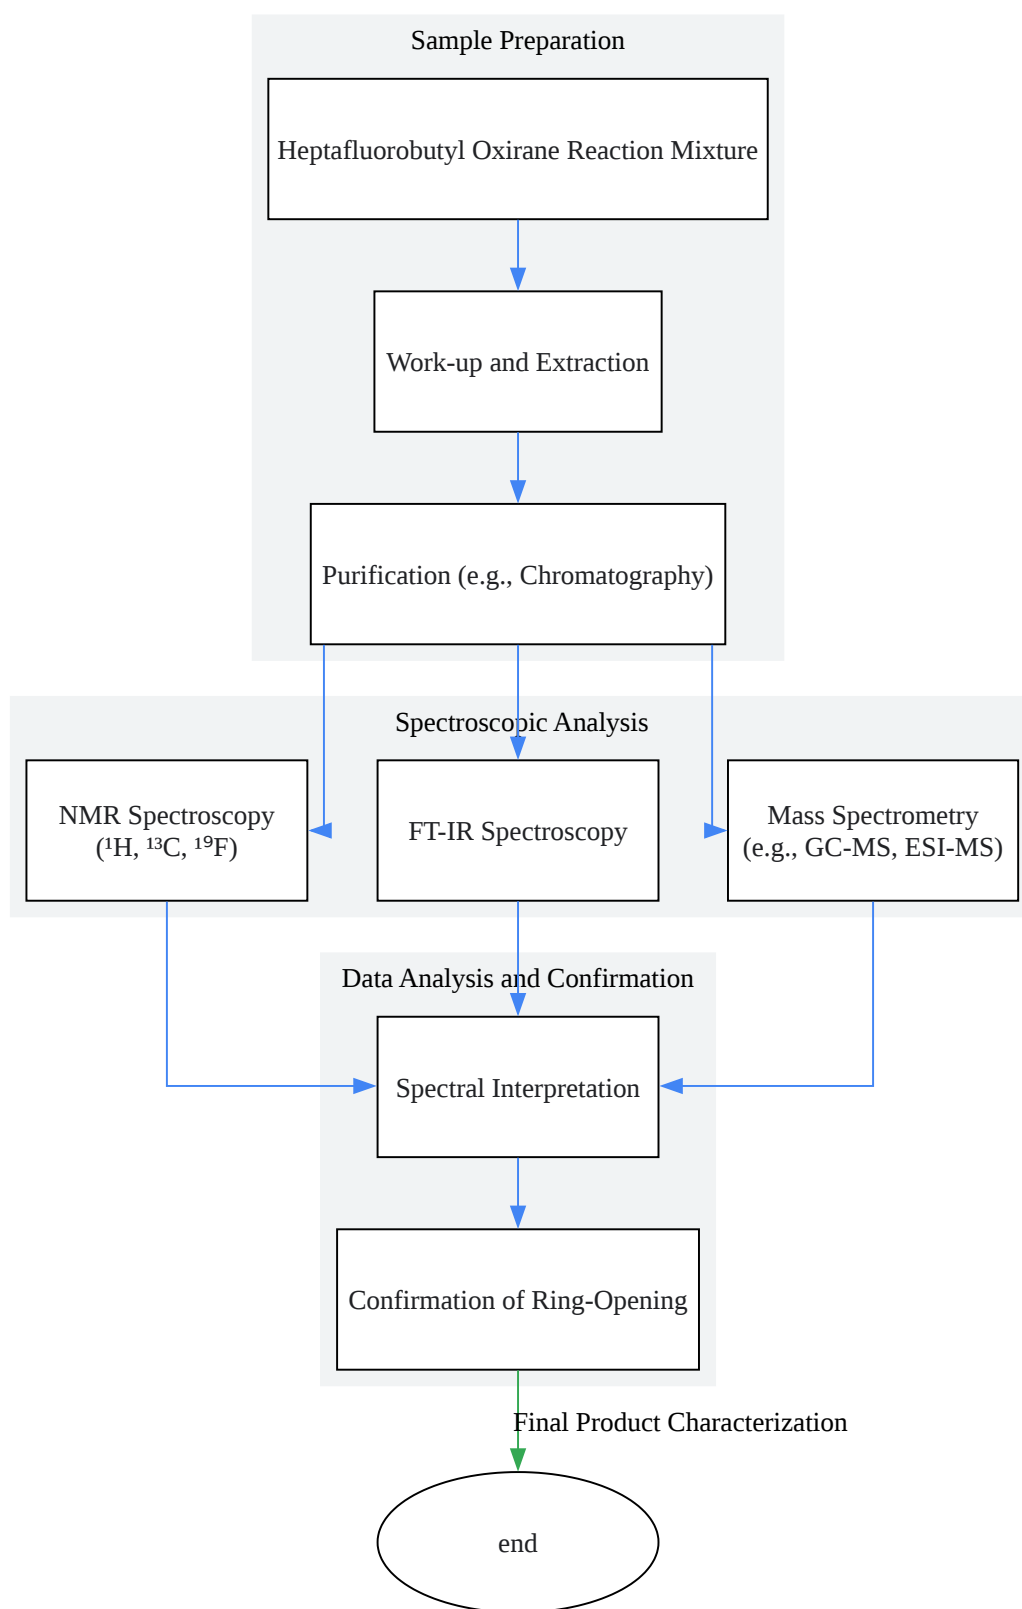 Sample Preparation
Heptafluorobutyl Oxirane Reaction Mixture
Work-up and Extraction
Purification (e.g., Chromatography)
Spectroscopic Analysis
NMR Spectroscopy
(¹H, ¹³C, ¹⁹F)
FT-IR Spectroscopy
Mass Spectrometry
(e.g., GC-MS, ESI-MS)
Data Analysis and Confirmation
Spectral Interpretation
Confirmation of Ring-Opening
Final Product Characterization
end